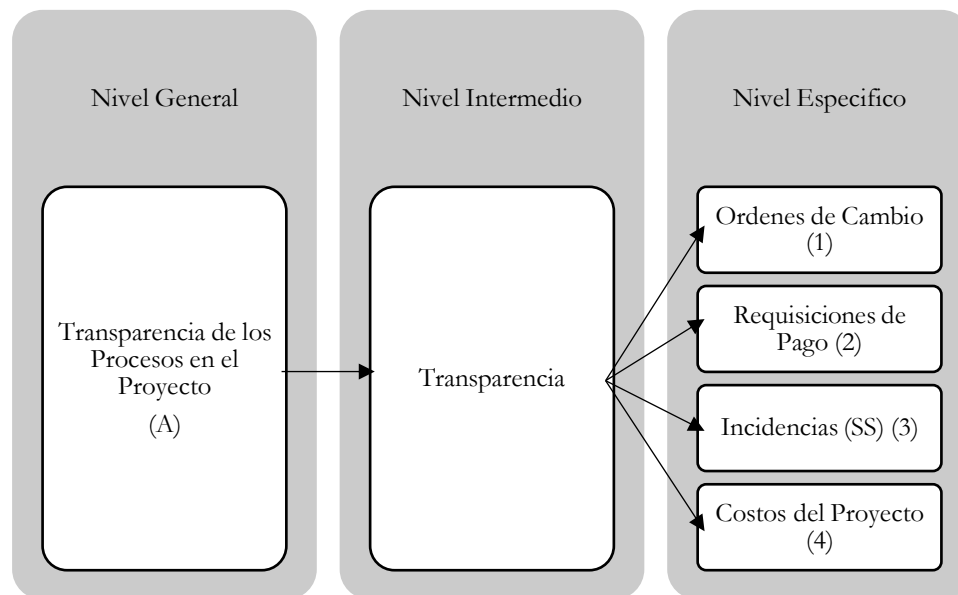 Nivel General
Transparencia de los
Procesos en el
Proyecto
(A)
Nivel Intermedio
Transparencia
Nivel Especifico
Ordenes de Cambio
(1)
Requisiciones de
Pago (2)
Incidencias (SS) (3)
Costos del Proyecto
(4)